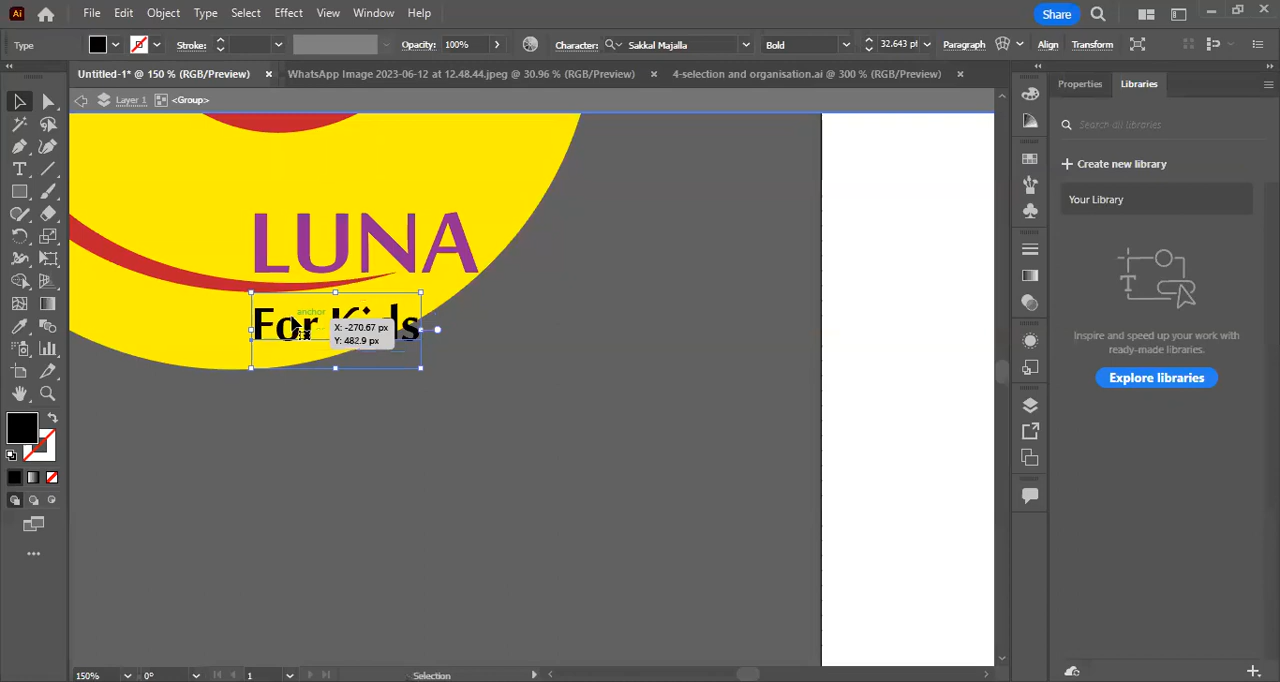 Ai File Edit Object Type Select Effect View Window Help Share
Type Stroke: Opacity: 100% Character: Sakkal Majalla Bold 32.643 pt Paragraph Align Transform
Untitled-1* @ 150 % (RGB/Preview) WhatsApp Image 2023-06-12 at 12.48.44.jpeg @ 30.96 % (RGB/Preview) 4-selection and organisation.ai @ 300 % (RGB/Preview)
Properties Libraries
Layer 1 <Group>
Search all libraries
Create new library
Your Library
LUNA
anchor
For Kids
X: -270.67 px
Y: 482.9 px
Inspire and speed up your work with
ready-made libraries.
Explore libraries
150% 0° 1 Selection